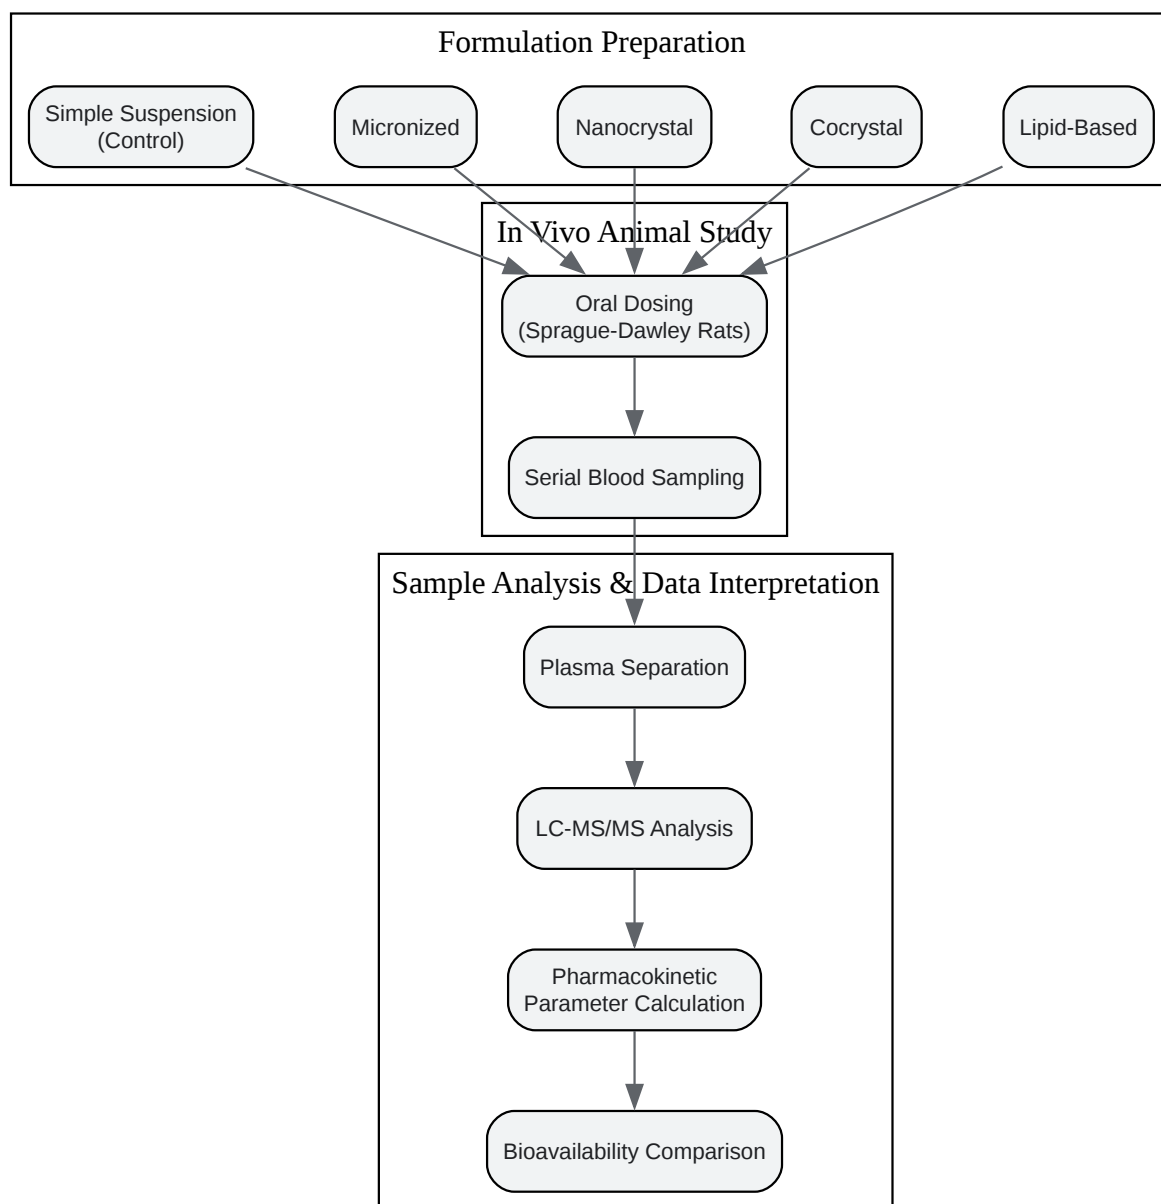 Formulation Preparation
Simple Suspension
(Control)
Micronized
Nanocrystal
Cocrystal
Lipid-Based
In Vivo Animal Study
Oral Dosing
(Sprague-Dawley Rats)
Serial Blood Sampling
Sample Analysis & Data Interpretation
Plasma Separation
LC-MS/MS Analysis
Pharmacokinetic
Parameter Calculation
Bioavailability Comparison